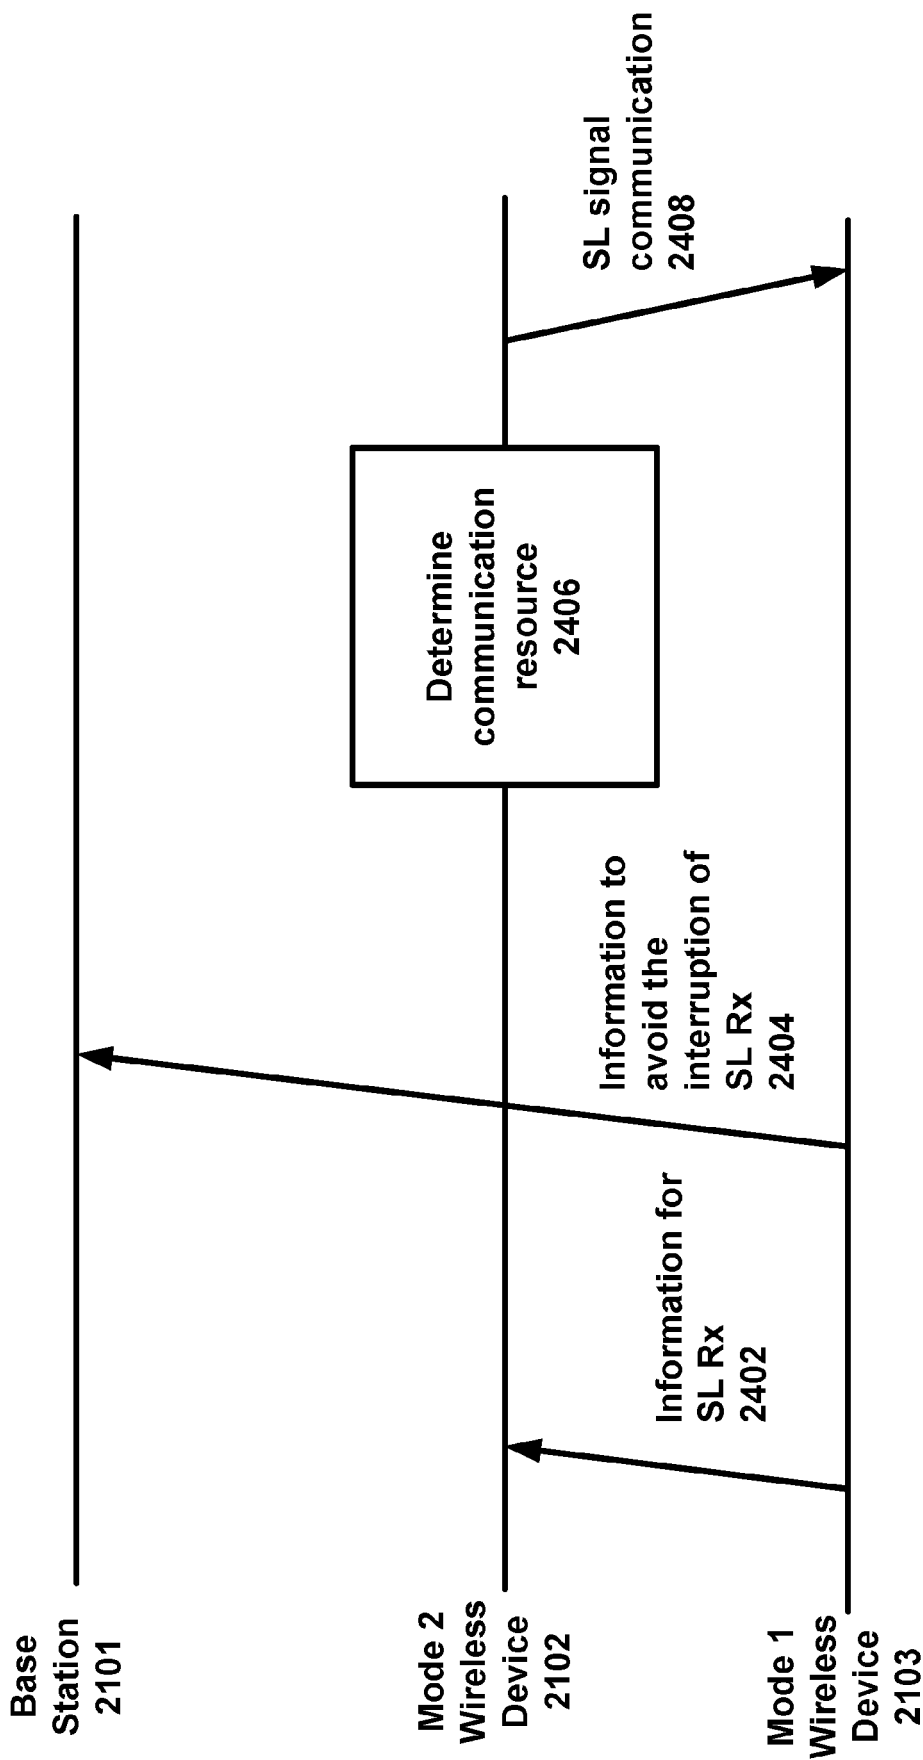 Base
Station
2101
Mode 2
Wireless
Device
2102
Mode 1
Wireless
Device
2103
Information for
SL Rx
2402
Information to
avoid the
interruption of
SL Rx
2404
Determine
communication
resource
2406
SL signal
communication
2408